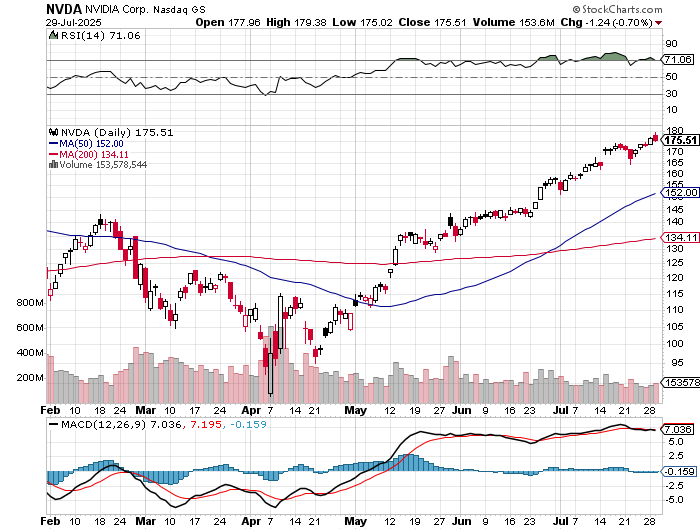 NVDA NVIDIA Corp. Nasdaq GS
© StockCharts.com
29-Jul-2025
Open 177.96 High 179.38 Low 175.02 Close 175.51 Volume 153.6M Chg -1.24 (-0.70%)
RSI(14) 71.06
90
71.06
50
30
10
NVDA (Daily) 175.51
MA(50) 152.00
MA(200) 134.11
Volume 153,578,544
180
175.51
170
165
160
155
152.00
145
140
134.11
130
125
120
115
110
105
100
95
153578
800M
600M
400M
200M
Feb 10 18 24 Mar 10 17 24 Apr 7 14 21 May 12 19 27 Jun 9 16 23 Jul 7 14 21 28
MACD(12,26,9) 7.036, 7.195, -0.159
7.036
5.0
2.5
-0.159
-2.5
-5.0
Feb 10 18 24 Mar 10 17 24 Apr 7 14 21 May 12 19 27 Jun 9 16 23 Jul 7 14 21 28